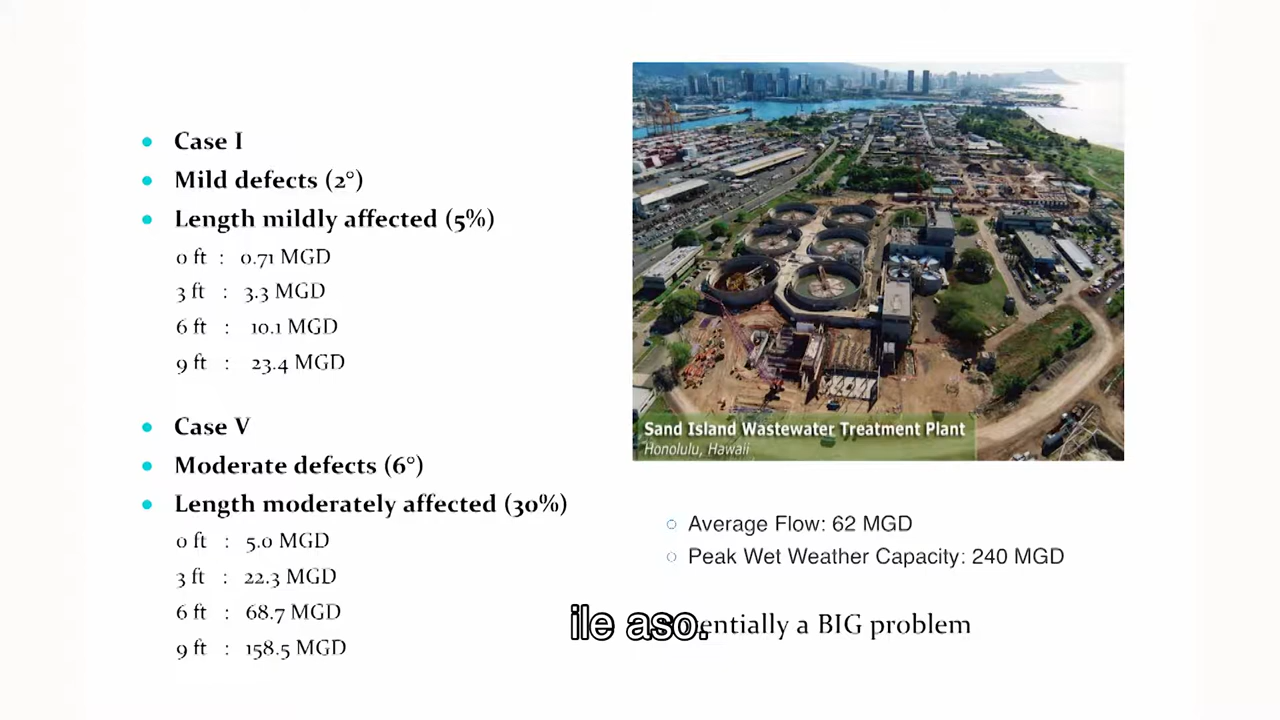 Case I
Mild defects (2°)
Length mildly affected (5%)
0 ft : 0.71 MGD
3 ft : 3.3 MGD
6 ft : 10.1 MGD
9 ft : 23.4 MGD
Case V
Moderate defects (6°)
Length moderately affected (30%)
0 ft : 5.0 MGD
3 ft : 22.3 MGD
6 ft : 68.7 MGD
9 ft : 158.5 MGD
Sand Island Wastewater Treatment Plant
Honolulu, Hawaii
Average Flow: 62 MGD
Peak Wet Weather Capacity: 240 MGD
a BIG problem
ile aso.